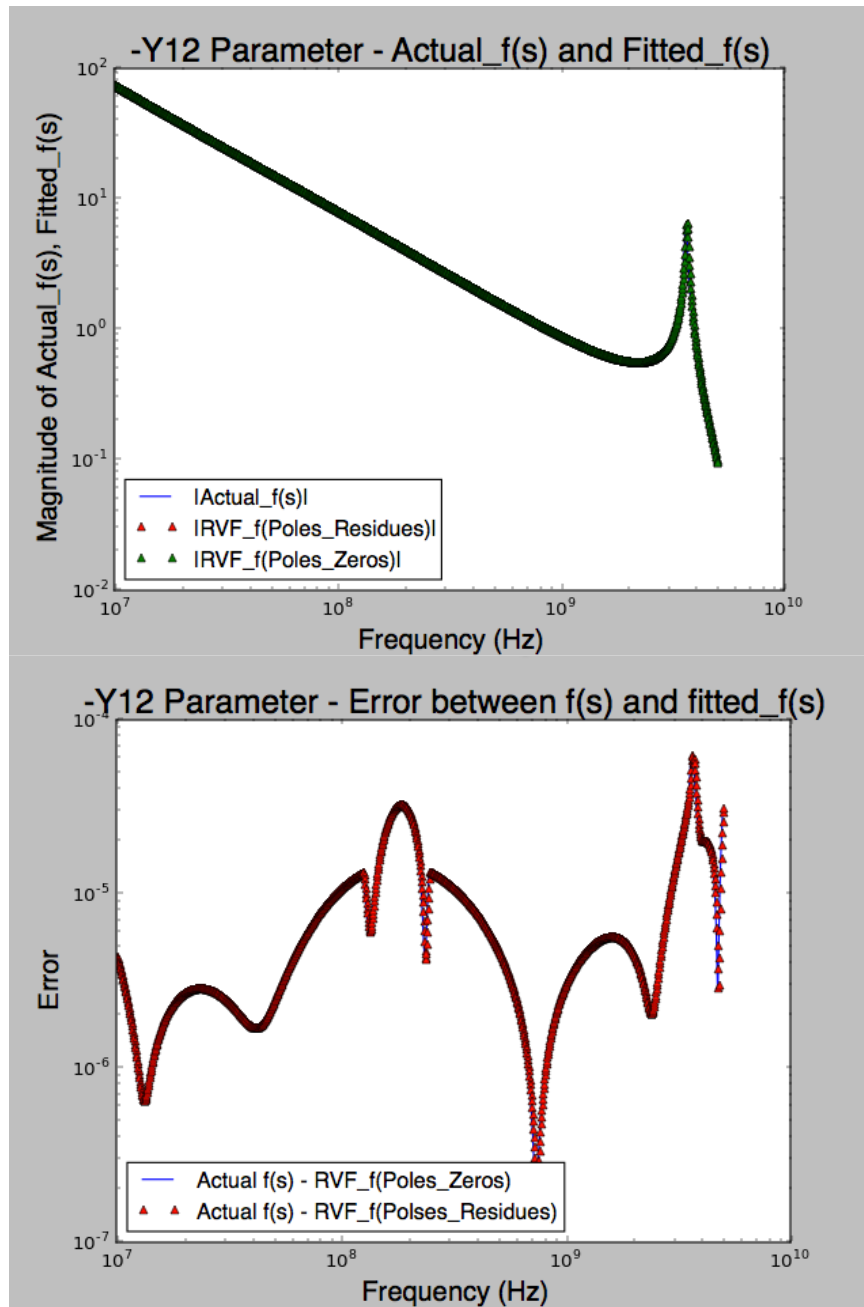 -Y12 Parameter - Actual_f(s) and Fitted_f(s)
Magnitude of Actual_f(s), Fitted_f(s)
10^2
10^1
10^0
10^-1
10^-2
|Actual_f(s)|
|RVF_f(Poles_Residues)|
|RVF_f(Poles_Zeros)|
10^7
10^8
10^9
10^10
Frequency (Hz)
-Y12 Parameter - Error between f(s) and fitted_f(s)
Error
10^-4
10^-5
10^-6
10^-7
Actual f(s) - RVF_f(Poles_Zeros)
Actual f(s) - RVF_f(Polses_Residues)
10^7
10^8
10^9
10^10
Frequency (Hz)